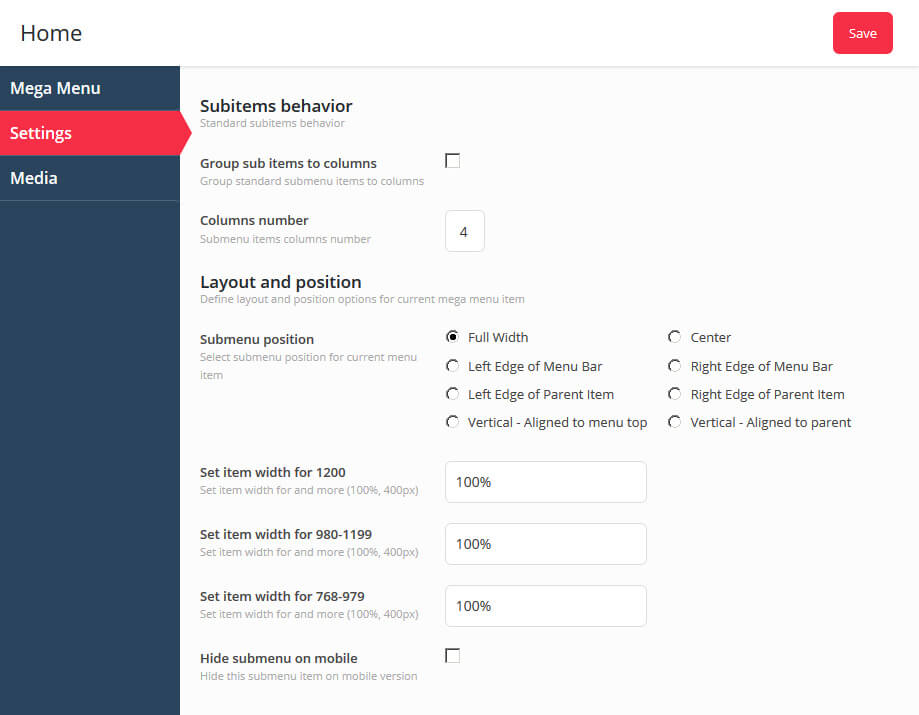 Home
Save
Mega Menu
Settings
Media
Subitems behavior
Standard subitems behavior
Group sub items to columns
Group standard submenu items to columns
Columns number
Submenu items columns number
4
Layout and position
Define layout and position options for current mega menu item
Submenu position
Select submenu position for current menu
item
Full Width
Center
Left Edge of Menu Bar
Right Edge of Menu Bar
Left Edge of Parent Item
Right Edge of Parent Item
Vertical - Aligned to menu top
Vertical - Aligned to parent
Set item width for 1200
Set item width for and more (100%, 400px)
100%
Set item width for 980-1199
Set item width for and more (100%, 400px)
100%
Set item width for 768-979
Set item width for and more (100%, 400px)
100%
Hide submenu on mobile
Hide this submenu item on mobile version